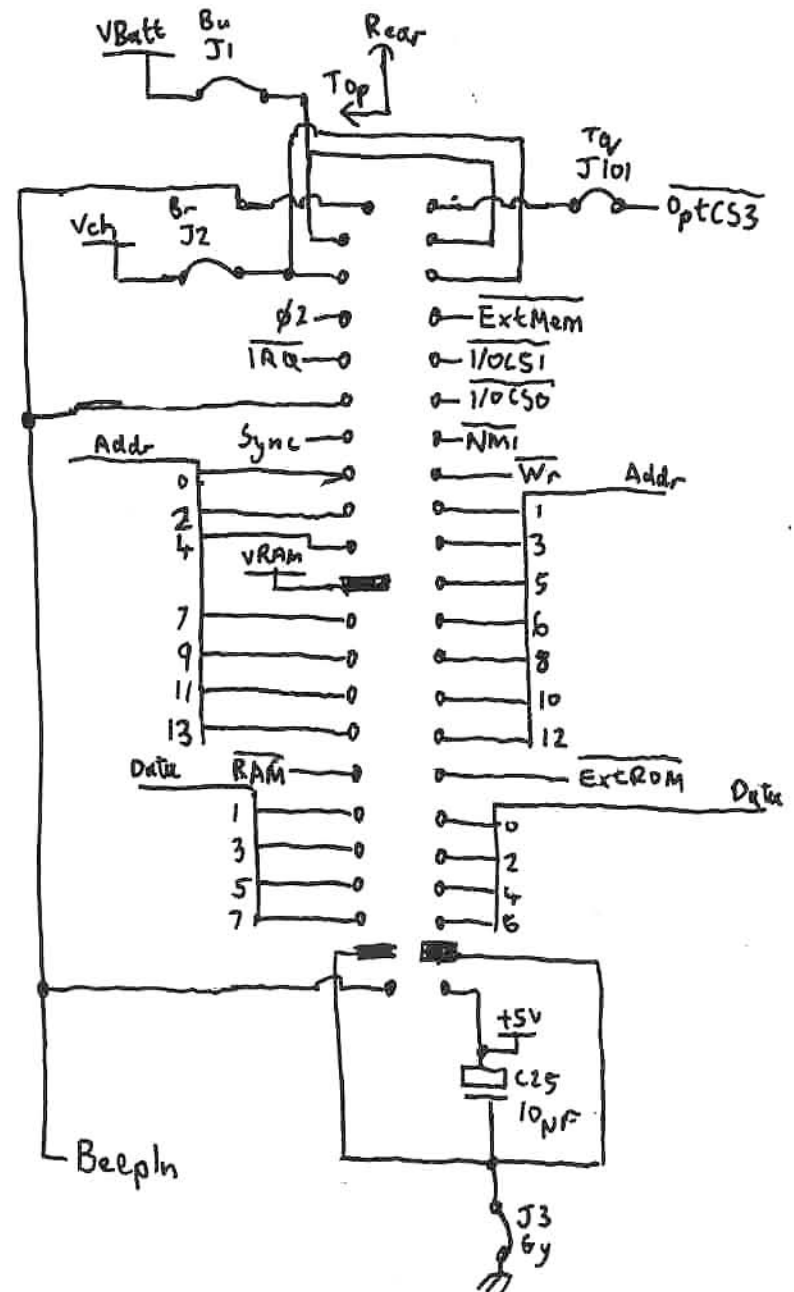 VBatt
Bu
J1
Rear
Top
J101
OptCS3
Vch
Br
J2
φ2
ExtMem
IRQ
I/OCS1
I/OCS0
Sync
NMI
Addr
Wr
Addr
0
1
2
3
4
VRAM
5
7
6
9
8
11
10
13
12
Data
RAM
ExtROM
Data
1
0
3
2
5
4
7
6
+5V
C25
10
BeepIn
J3
Gy